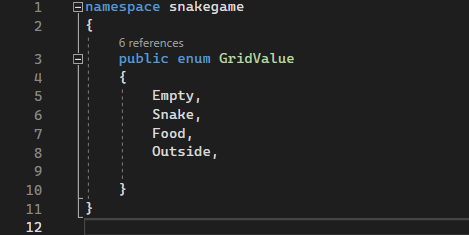 1 namespace snakegame
2 {
6 references
3 public enum GridValue
4 {
5 Empty,
6 Snake,
7 Food,
8 Outside,
9
10 }
11 }
12